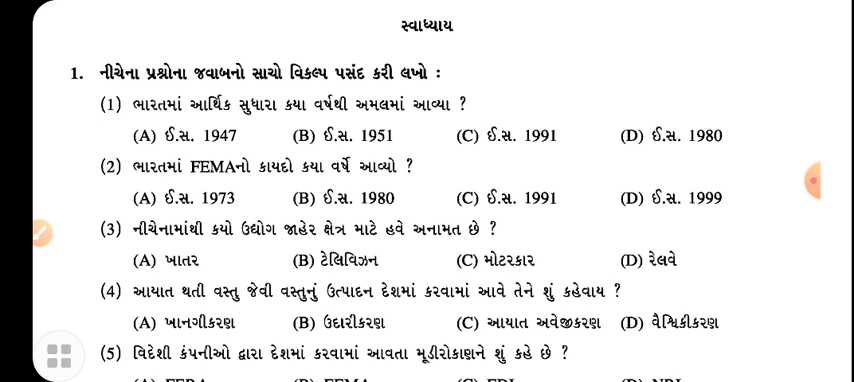 સ્વાધ્યાય
1. નીચેના પ્રશ્નોના જવાબનો સાચો વિકલ્પ પસંદ કરી લખો :
(1) ભારતમાં આર્થિક સુધારા કયા વર્ષથી અમલમાં આવ્યા ?
(A) ઈ.સ. 1947 (B) ઈ.સ. 1951 (C) ઈ.સ. 1991 (D) ઈ.સ. 1980
(2) ભારતમાં FEMAનો કાયદો કયા વર્ષે આવ્યો ?
(A) ઈ.સ. 1973 (B) ઈ.સ. 1980 (C) ઈ.સ. 1991 (D) ઈ.સ. 1999
(3) નીચેનામાંથી કયો ઉદ્યોગ જાહેર ક્ષેત્ર માટે હવે અનામત છે ?
(A) ખાતર (B) ટેલિવિઝન (C) મોટરકાર (D) રેલવે
(4) આયાત થતી વસ્તુ જેવી વસ્તુનું ઉત્પાદન દેશમાં કરવામાં આવે તેને શું કહેવાય ?
(A) ખાનગીકરણ (B) ઉદારીકરણ (C) આયાત અવેજીકરણ (D) વૈશ્વિકીકરણ
(5) વિદેશી કંપનીઓ દ્વારા દેશમાં કરવામાં આવતા મૂડીરોકાણને શું કહે છે ?